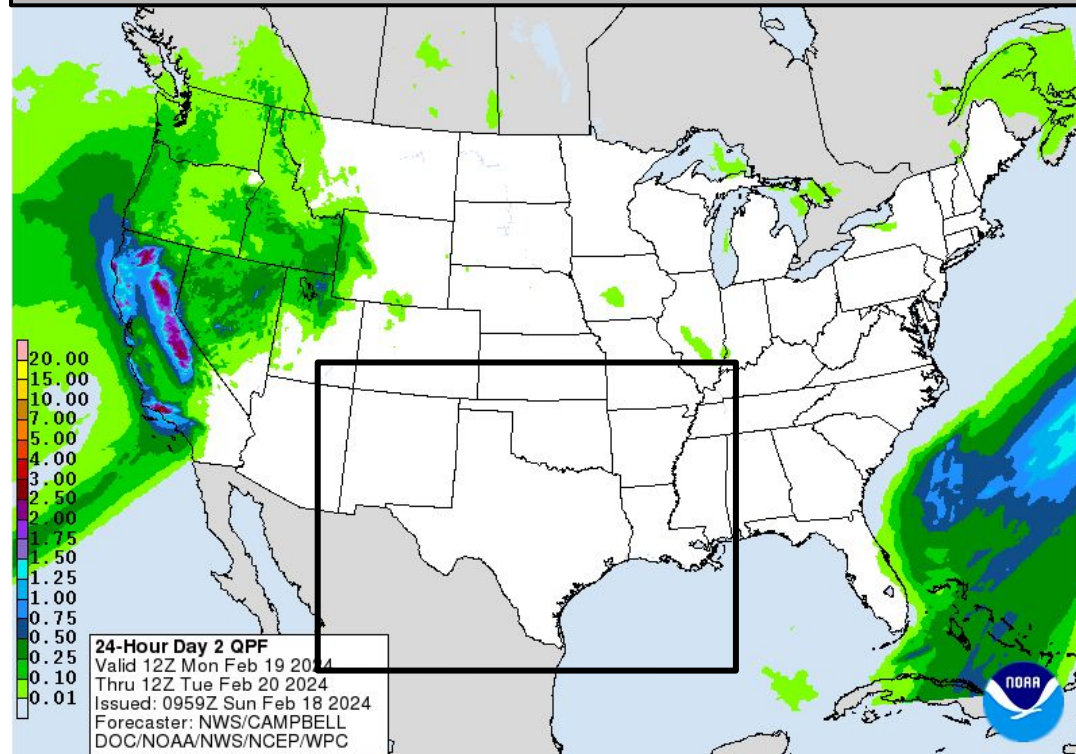 20.00
15.00
10.00
7.00
5.00
4.00
3.00
2.50
2.00
1.75
1.50
1.25
1.00
0.75
0.50
0.25
0.10
0.01
24-Hour Day 2 QPF
Valid 12Z Mon Feb 19 2024
Thru 12Z Tue Feb 20 2024
Issued: 0959Z Sun Feb 18 2024
Forecaster: NWS/CAMPBELL
DOC/NOAA/NWS/NCEP/WPC
NOAA